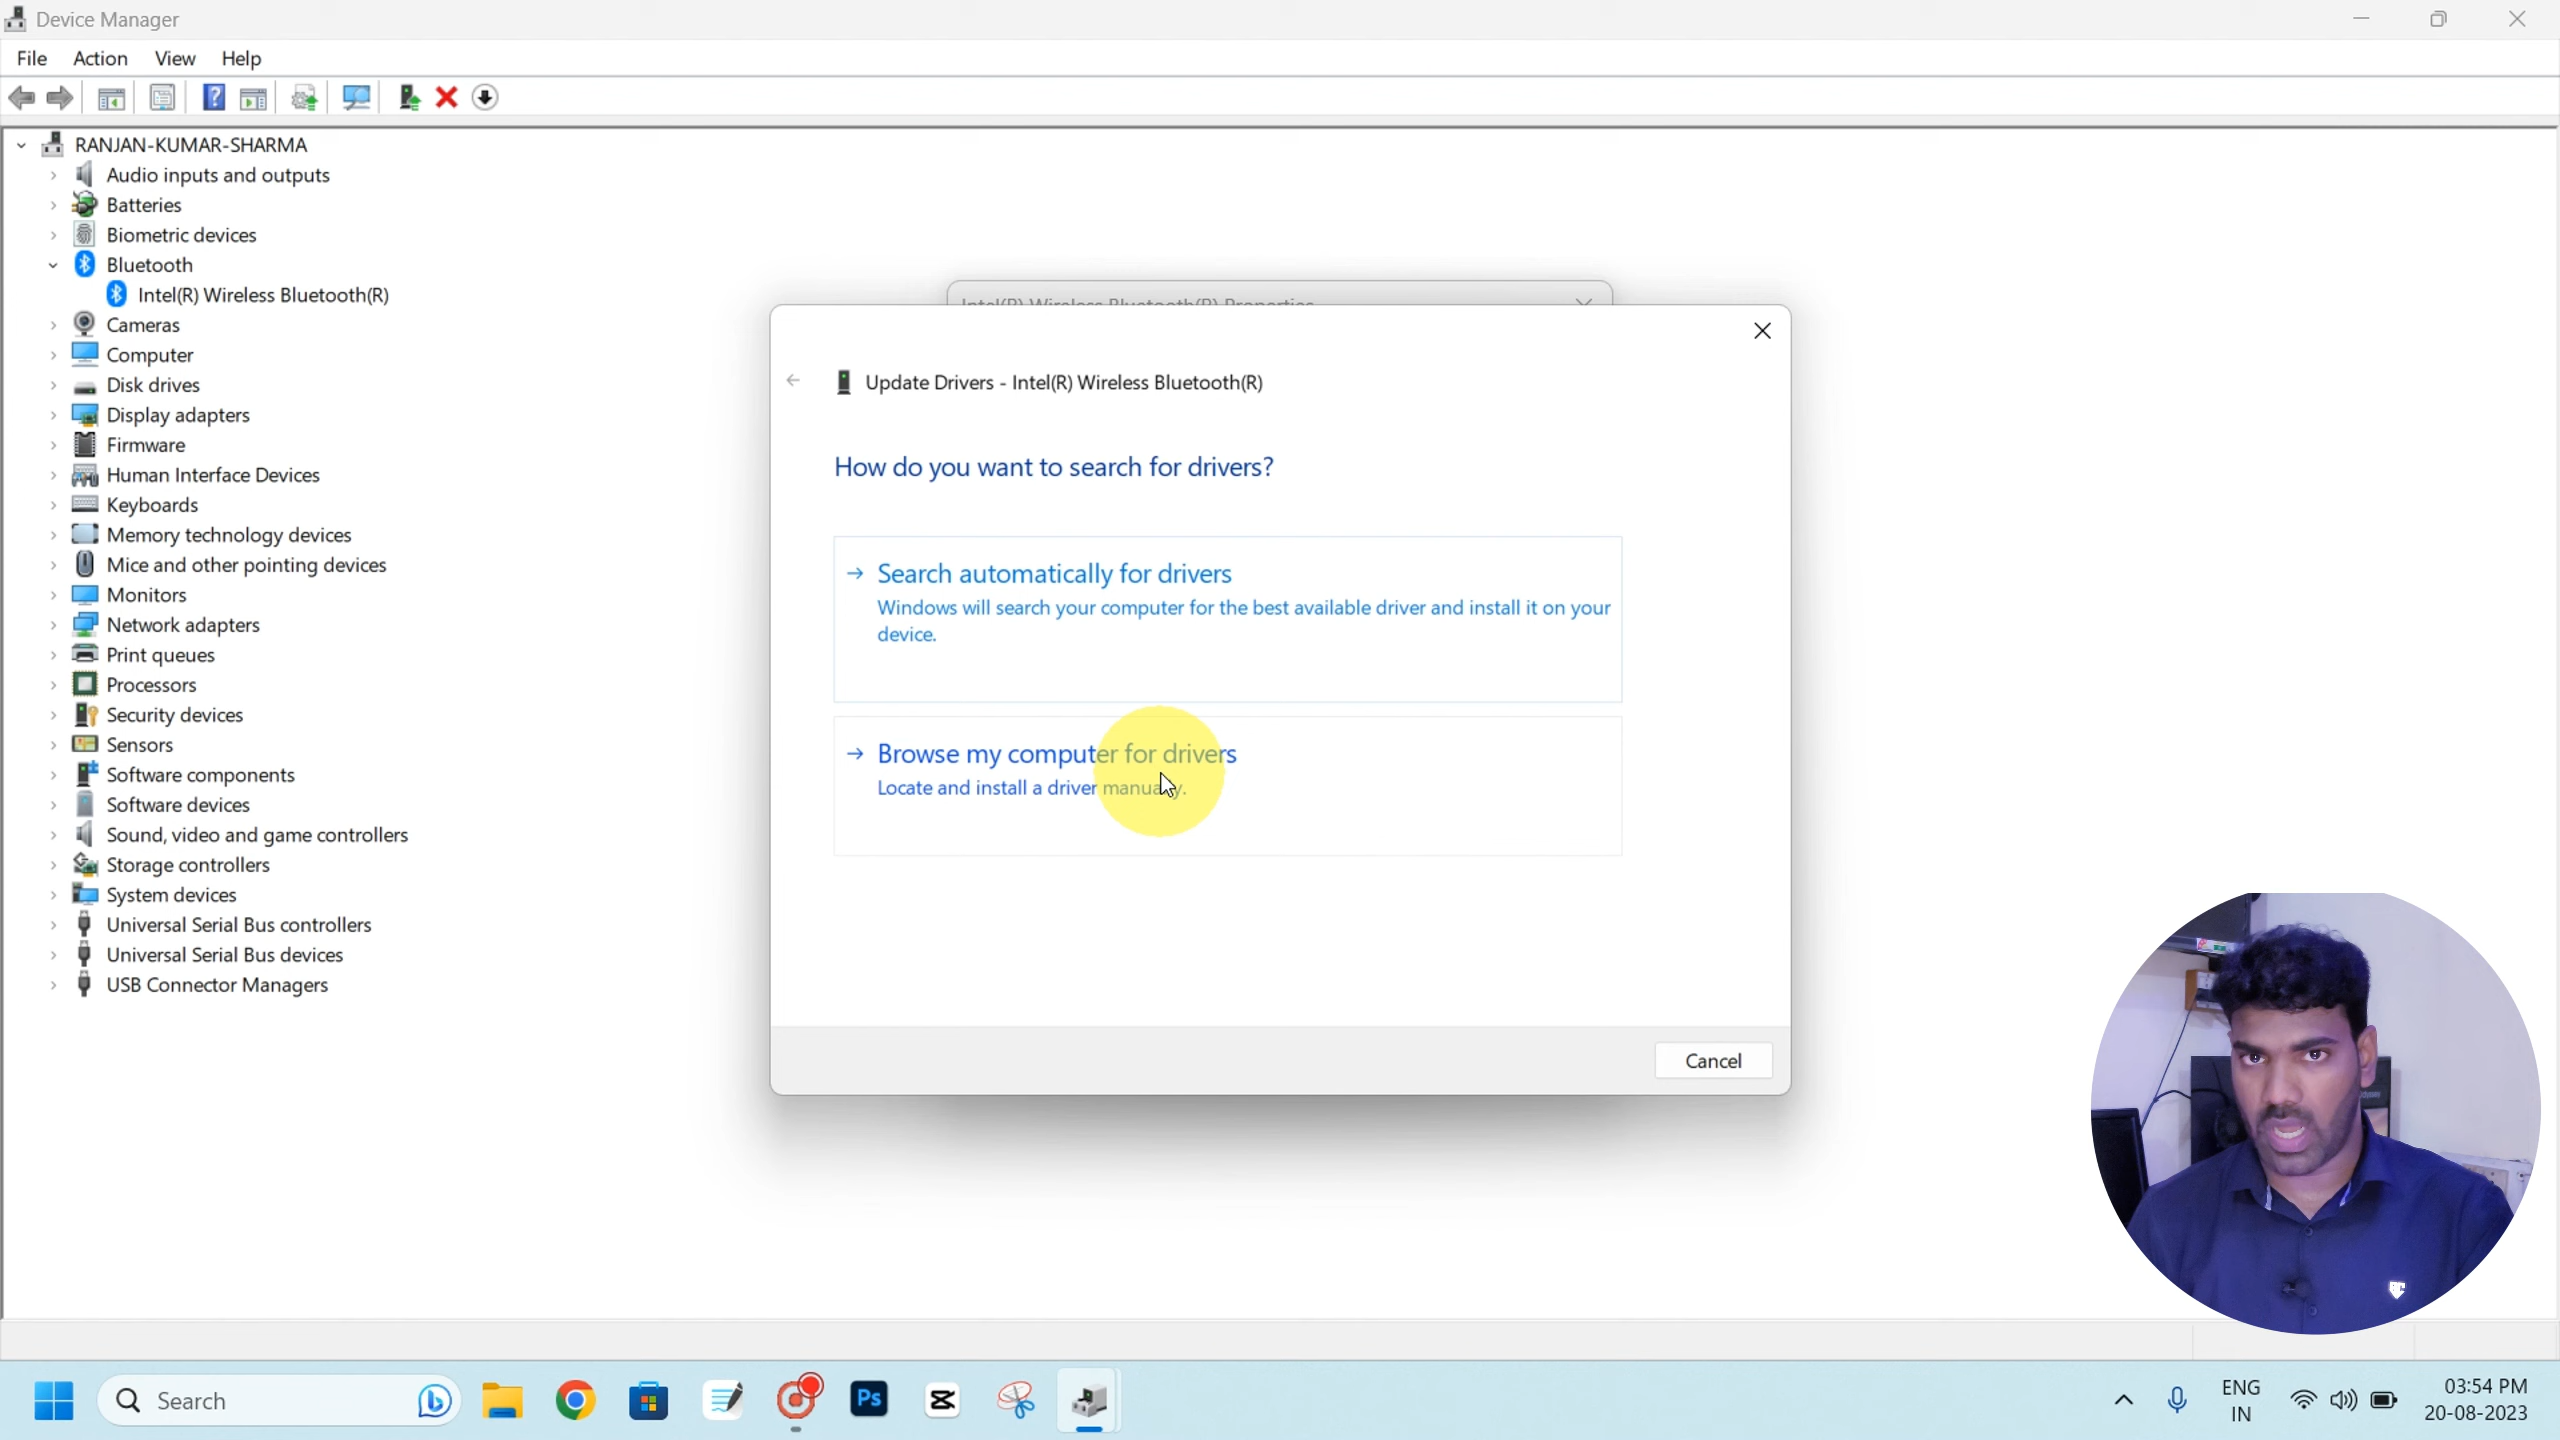 Device Manager
File Action View Help
RANJAN-KUMAR-SHARMA
Audio inputs and outputs
Batteries
Biometric devices
Bluetooth
Intel(R) Wireless Bluetooth(R)
Cameras
Computer
Disk drives
Display adapters
Firmware
Human Interface Devices
Keyboards
Memory technology devices
Mice and other pointing devices
Monitors
Network adapters
Print queues
Processors
Security devices
Sensors
Software components
Software devices
Sound, video and game controllers
Storage controllers
System devices
Universal Serial Bus controllers
Universal Serial Bus devices
USB Connector Managers
Intel(R) Wireless Bluetooth(R) Properties
Update Drivers - Intel(R) Wireless Bluetooth(R)
How do you want to search for drivers?
Search automatically for drivers
Windows will search your computer for the best available driver and install it on your
device.
Browse my computer for drivers
Locate and install a driver manually.
Cancel
Search
Ps
ENG
IN
03:54 PM
20-08-2023